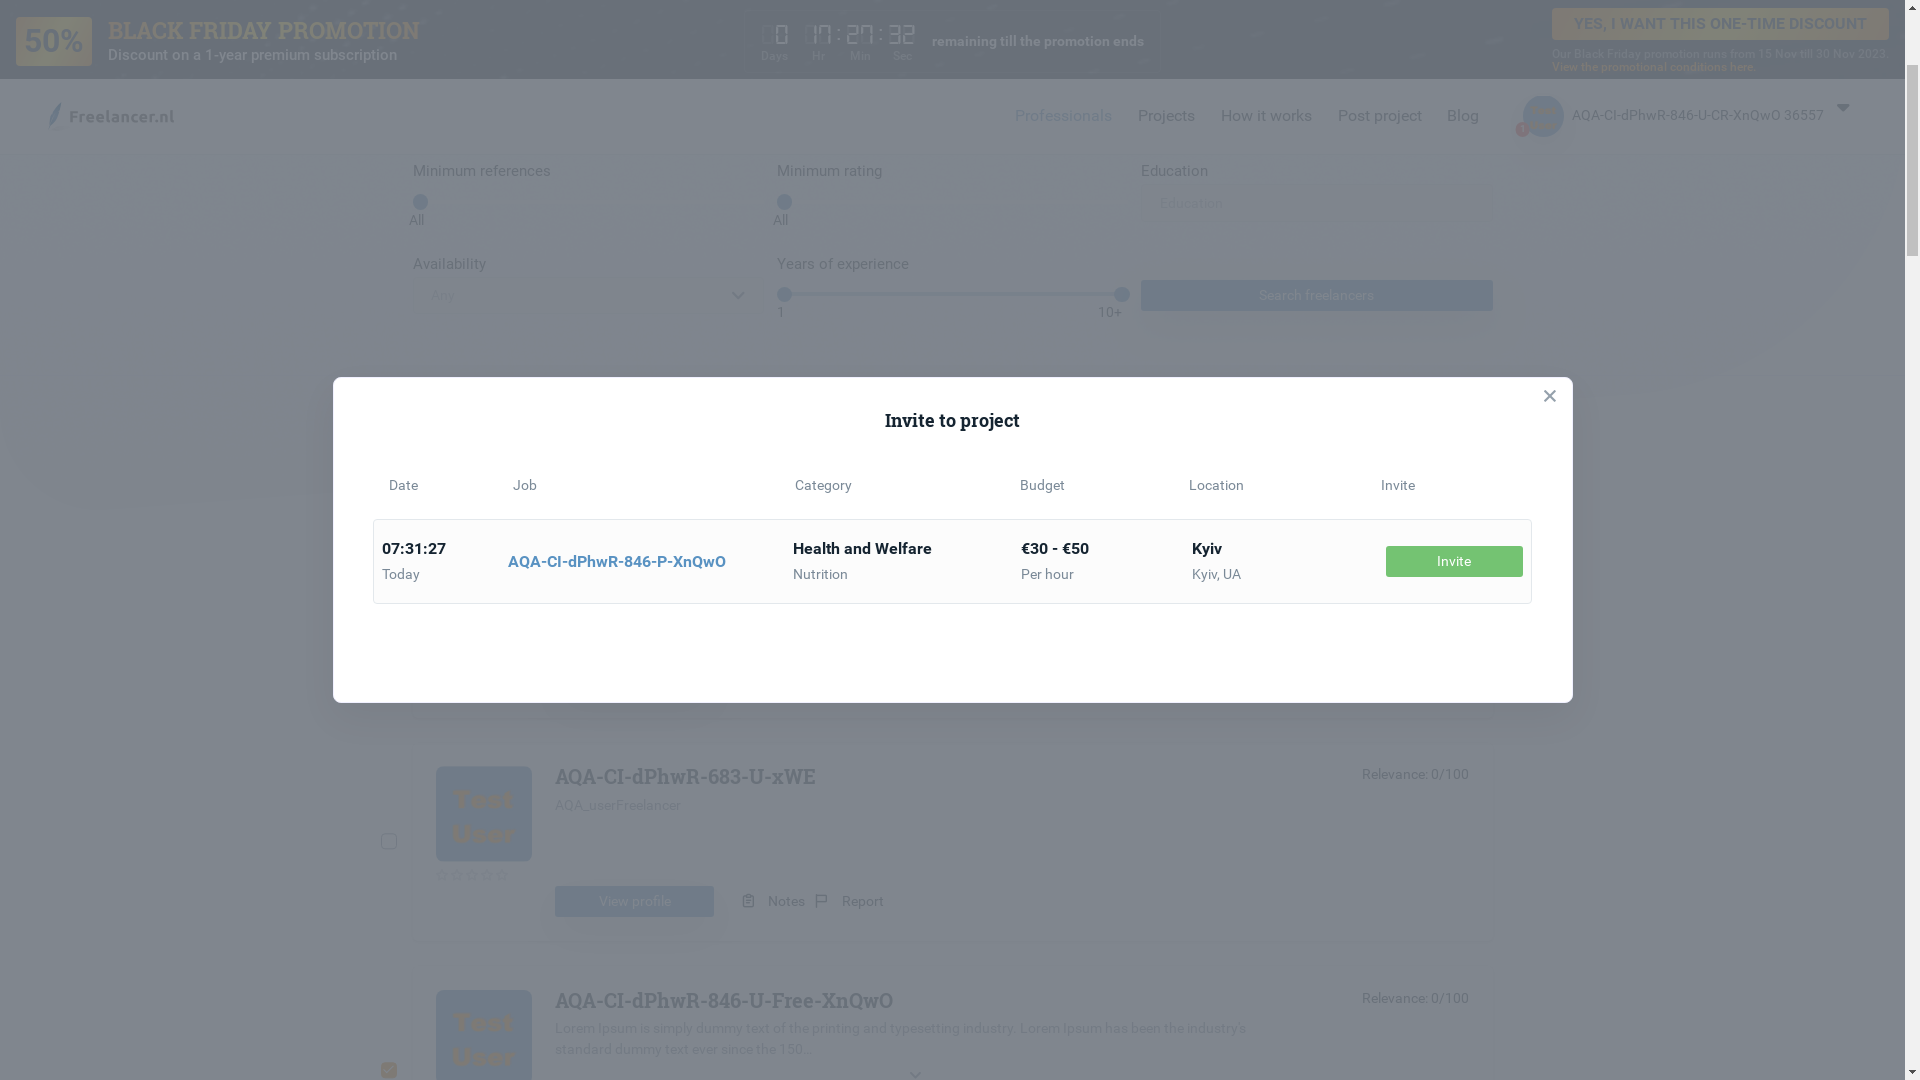 50%
BLACK FRIDAY PROMOTION
Discount on a 1-year premium subscription
0 17 : 27 : 32
Days Hr Min Sec
remaining till the promotion ends
YES, I WANT THIS ONE-TIME DISCOUNT
Our Black Friday promotion runs from 15 Nov till 30 Nov 2023.
View the promotional conditions here
Freelancer.nl
Professionals
Projects
How it works
Post project
Blog
AQA-CI-dPhwR-846-U-CR-XnQwO 36557
Minimum references
Minimum rating
Education
All
All
Education
Availability
Years of experience
Any
Search freelancers
1
10+
Invite to project
Date Job Category Budget Location Invite
07:31:27
Today
AQA-CI-dPhwR-846-P-XnQwO
Health and Welfare
Nutrition
€30 - €50
Per hour
Kyiv
Kyiv, UA
Invite
Test
User
AQA-CI-dPhwR-683-U-xWE
Relevance: 0/100
AQA_userFreelancer
View profile
Notes
Report
Test
User
AQA-CI-dPhwR-846-U-Free-XnQwO
Relevance: 0/100
Lorem Ipsum is simply dummy text of the printing and typesetting industry. Lorem Ipsum has been the industry's
standard dummy text ever since the 150...